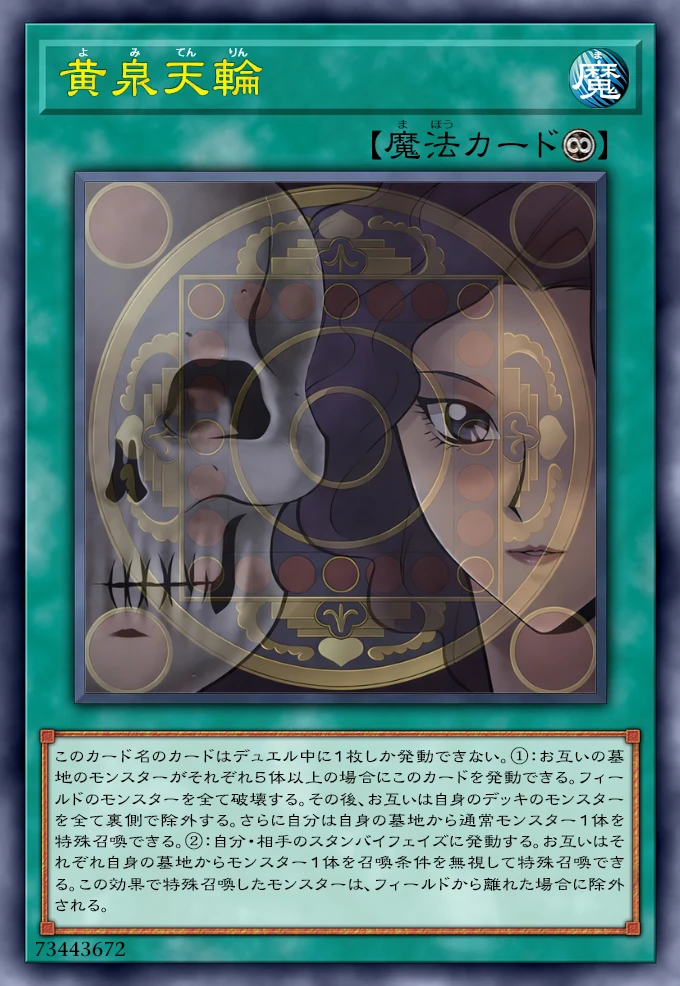 よ み てん りん
黄泉天輪
ま
魔
ま ほう
【魔法カード♾】
このカード名のカードはデュエル中に1枚しか発動できない。①：お互いの墓
地のモンスターがそれぞれ5体以上の場合にこのカードを発動できる。フィー
ルドのモンスターを全て破壊する。その後、お互いは自身のデッキのモンスター
を全て裏側で除外する。さらに自分は自身の墓地から通常モンスター1体を
特殊召喚できる。②：自分・相手のスタンバイフェイズに発動する。お互いはそ
れぞれ自身の墓地からモンスター1体を召喚条件を無視して特殊召喚でき
る。この効果で特殊召喚したモンスターは、フィールドから離れた場合に除外
される。
73443672